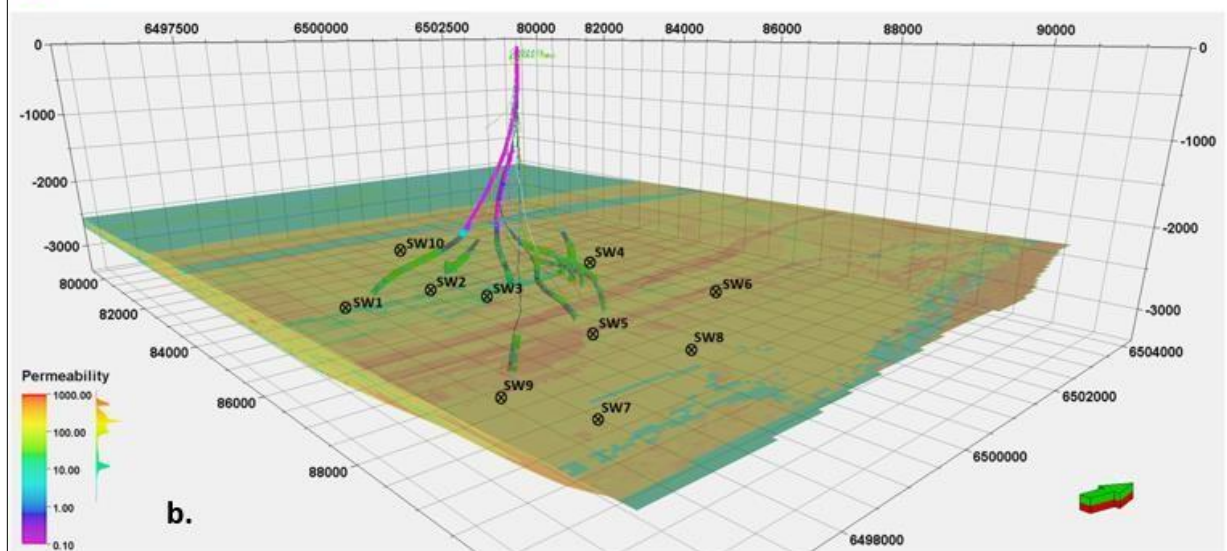 6497500 6500000 6502500 80000 82000 84000 86000 88000 90000
0 0
-1000 -1000
-2000 -2000
-3000 -3000
SW10 SW4
SW2 SW3 SW6
SW1
SW5
SW8
SW9
SW7
80000
82000
84000
86000
88000
6504000
6502000
6500000
6498000
Permeability
1000.00
100.00
10.00
1.00
0.10
b.